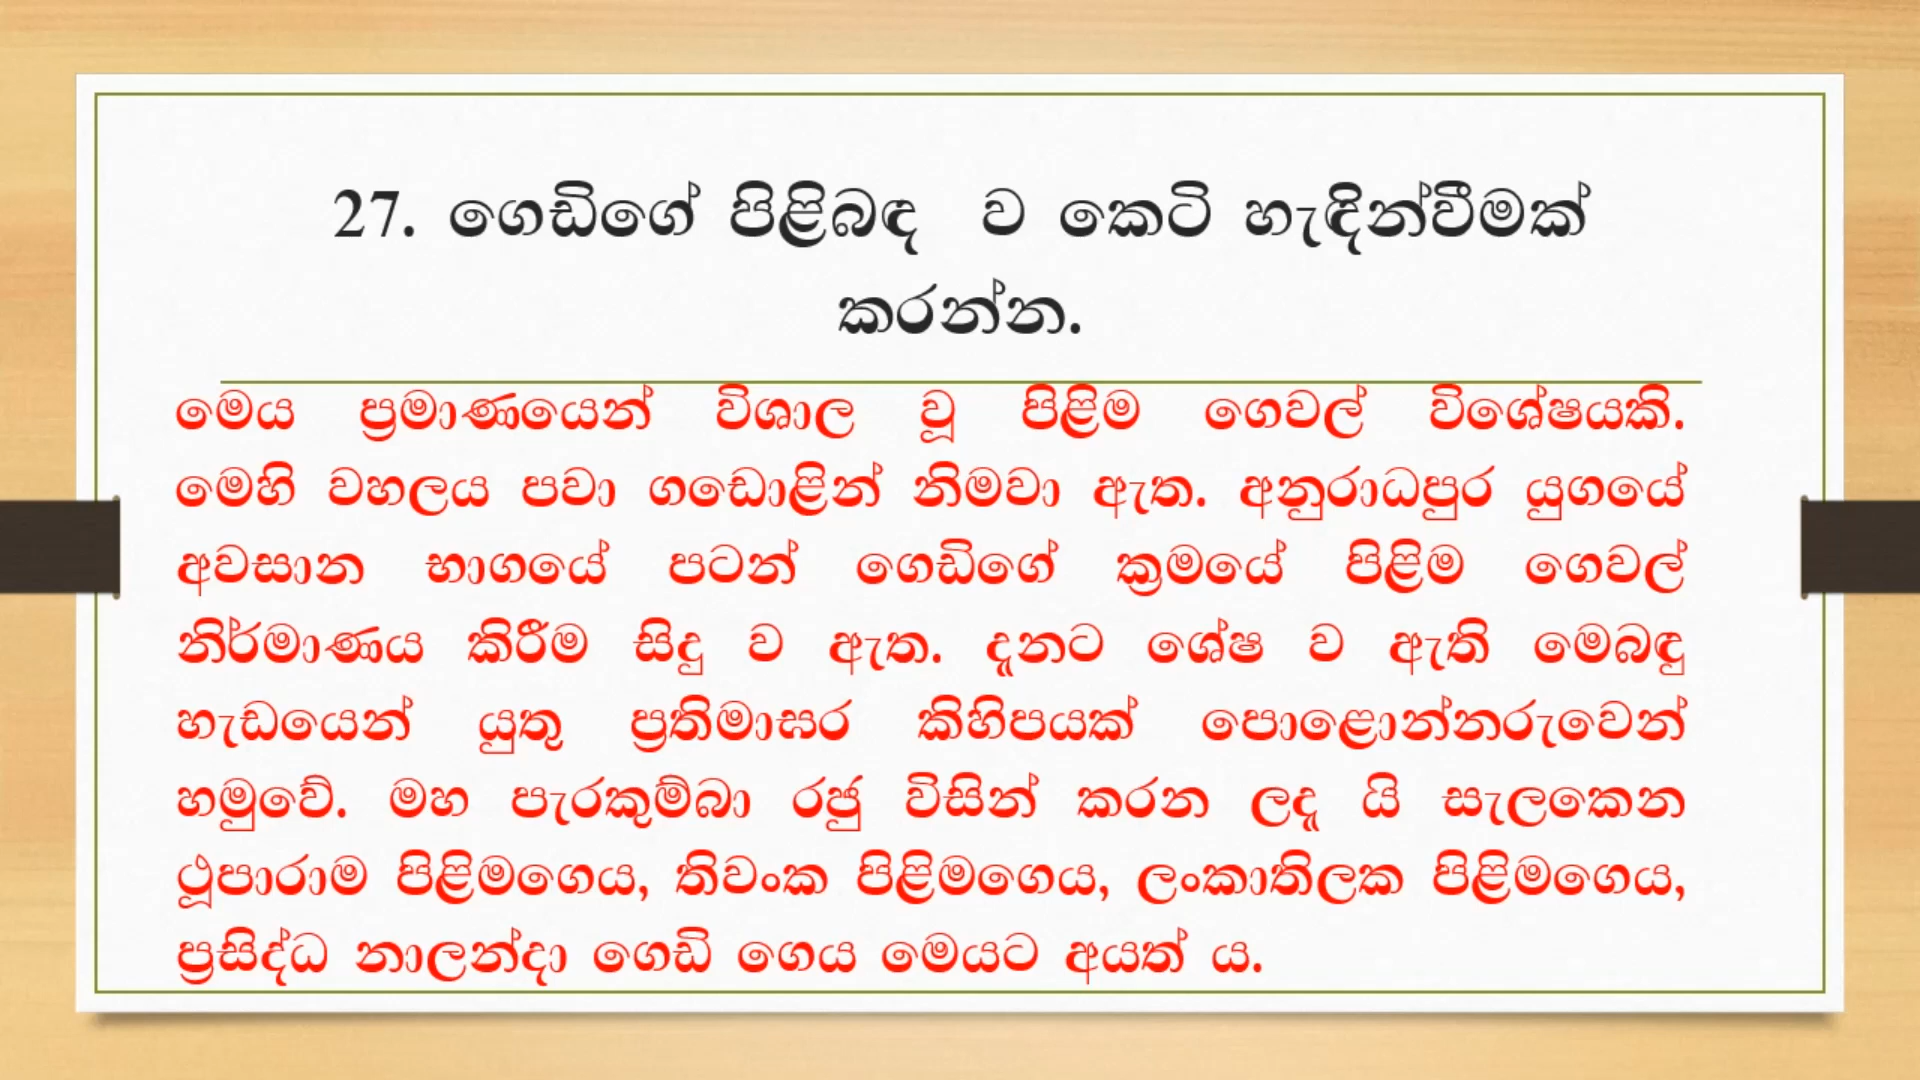 27. ගෙඩිගේ පිළිබඳ ව කෙටි හැඳින්වීමක්
කරන්න.
මෙය ප්‍රමාණයෙන් විශාල වූ පිළිම ගෙවල් විශේෂයකි.
මෙහි වහලය පවා ගඩොළින් නිමවා ඇත. අනුරාධපුර යුගයේ
අවසාන භාගයේ පටන් ගෙඩිගේ ක්‍රමයේ පිළිම ගෙවල්
නිර්මාණය කිරීම සිදු ව ඇත. දැනට ශේෂ ව ඇති මෙබඳු
හැඩයෙන් යුතු ප්‍රතිමාඝර කිහිපයක් පොළොන්නරුවෙන්
හමුවේ. මහ පැරකුම්බා රජු විසින් කරන ලදැ යි සැලකෙන
ථූපාරාම පිළිමගෙය, තිවංක පිළිමගෙය, ලංකාතිලක පිළිමගෙය,
ප්‍රසිද්ධ නාලන්දා ගෙඩි ගෙය මෙයට අයත් ය.